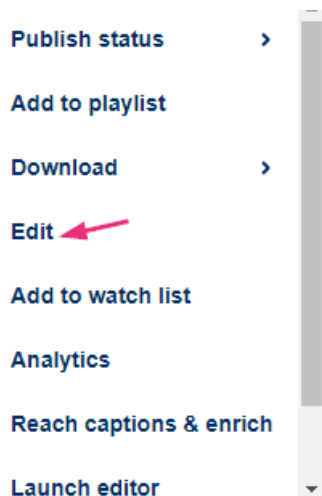 Publish status
Add to playlist
Download
Edit
Add to watch list
Analytics
Reach captions & enrich
Launch editor